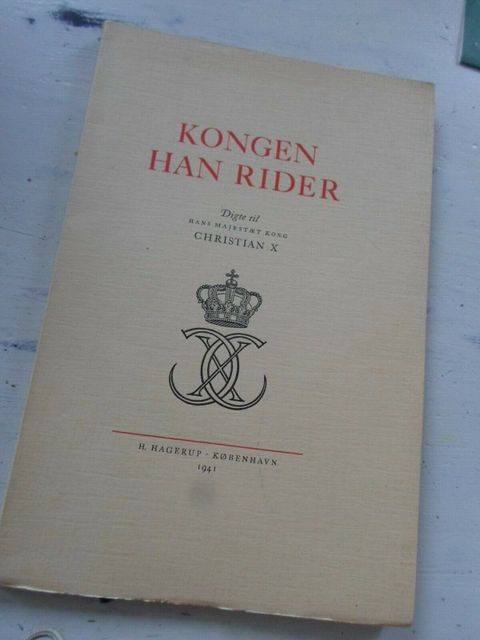 KONGEN
HAN RIDER
Digte til
HANS MAJESTÆT KONG
CHRISTIAN X
H. HAGERUP · KØBENHAVN
1941